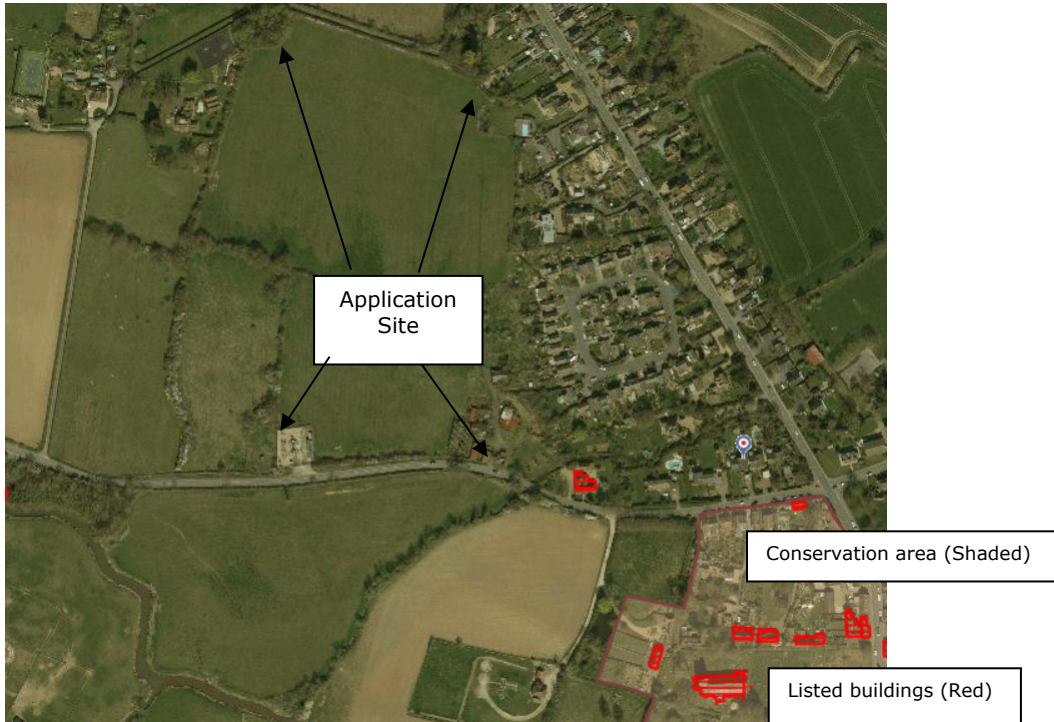 Application
Site
Conservation area (Shaded)
Listed buildings (Red)